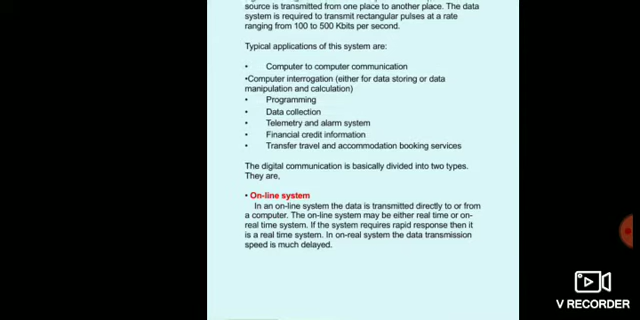 source is transmitted from one place to another place. The data
system is required to transmit rectangular pulses at a rate
ranging from 100 to 500 Kbits per second.
Typical applications of this system are:
• Computer to computer communication
•Computer interrogation (either for data storing or data
manipulation and calculation)
• Programming
• Data collection
• Telemetry and alarm system
• Financial credit information
• Transfer travel and accommodation booking services
The digital communication is basically divided into two types.
They are,
• On-line system
In an on-line system the data is transmitted directly to or from
a computer. The on-line system may be either real time or on-
real time system. If the system requires rapid response then it
is a real time system. In on-real system the data transmission
speed is much delayed.
V RECORDER